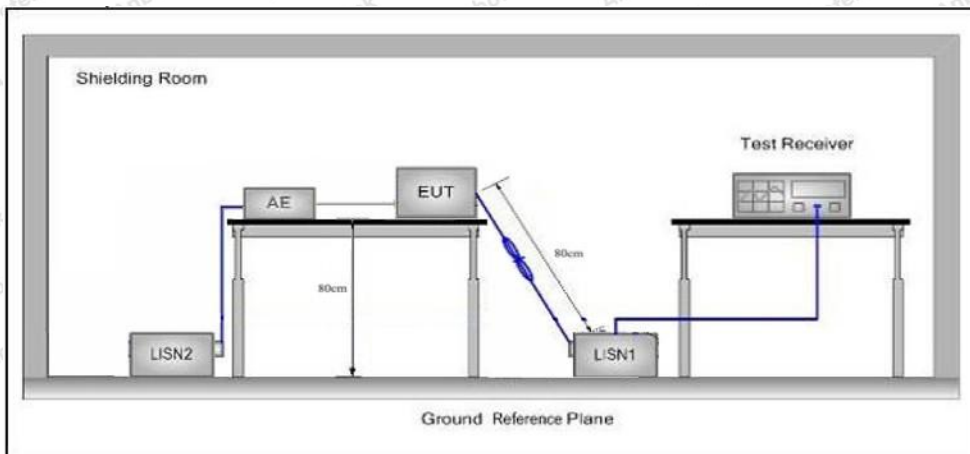 Shielding Room
Test Receiver
EUT
AE
80cm
80cm
LISN2
LISN1
Ground Reference Plane